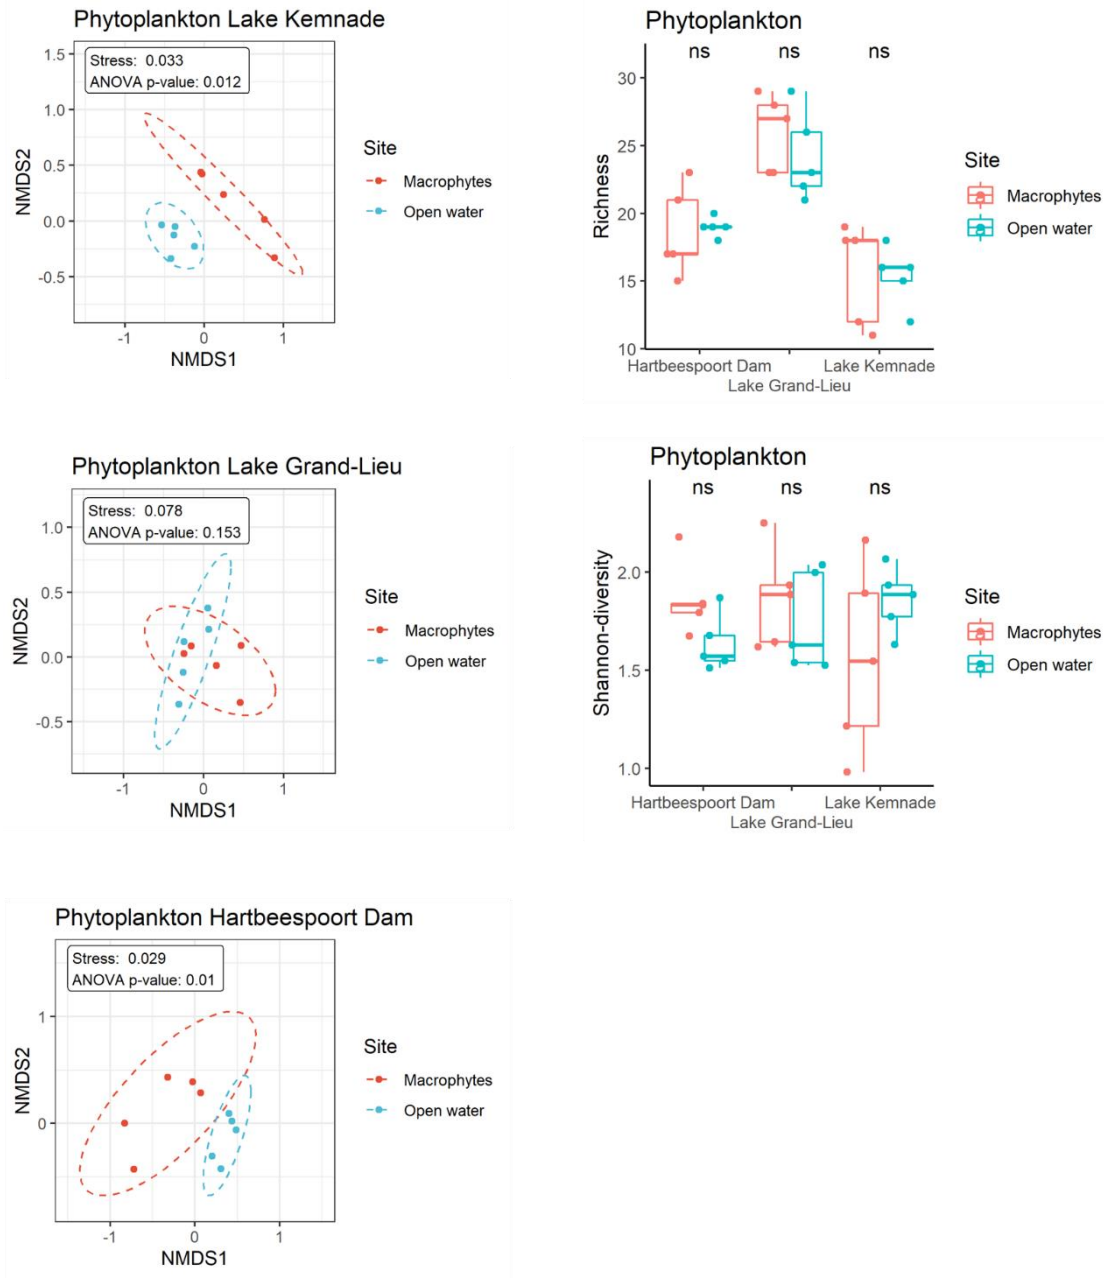 Phytoplankton Lake Kemnade
Stress: 0.033
ANOVA p-value: 0.012
1.5
1.0
0.5
0.0
-0.5
NMDS2
-1 0 1
NMDS1
Site
Macrophytes
Open water
Phytoplankton
ns ns ns
30
25
20
15
10
Richness
Hartbeespoort Dam Lake Kemnade
Lake Grand-Lieu
Site
Macrophytes
Open water
Phytoplankton Lake Grand-Lieu
Stress: 0.078
ANOVA p-value: 0.153
1.0
0.5
0.0
-0.5
NMDS2
-1 0 1
NMDS1
Site
Macrophytes
Open water
Phytoplankton
ns ns ns
2.0
1.5
1.0
Shannon-diversity
Hartbeespoort Dam Lake Kemnade
Lake Grand-Lieu
Site
Macrophytes
Open water
Phytoplankton Hartbeespoort Dam
Stress: 0.029
ANOVA p-value: 0.01
1
0
NMDS2
-1 0 1
NMDS1
Site
Macrophytes
Open water